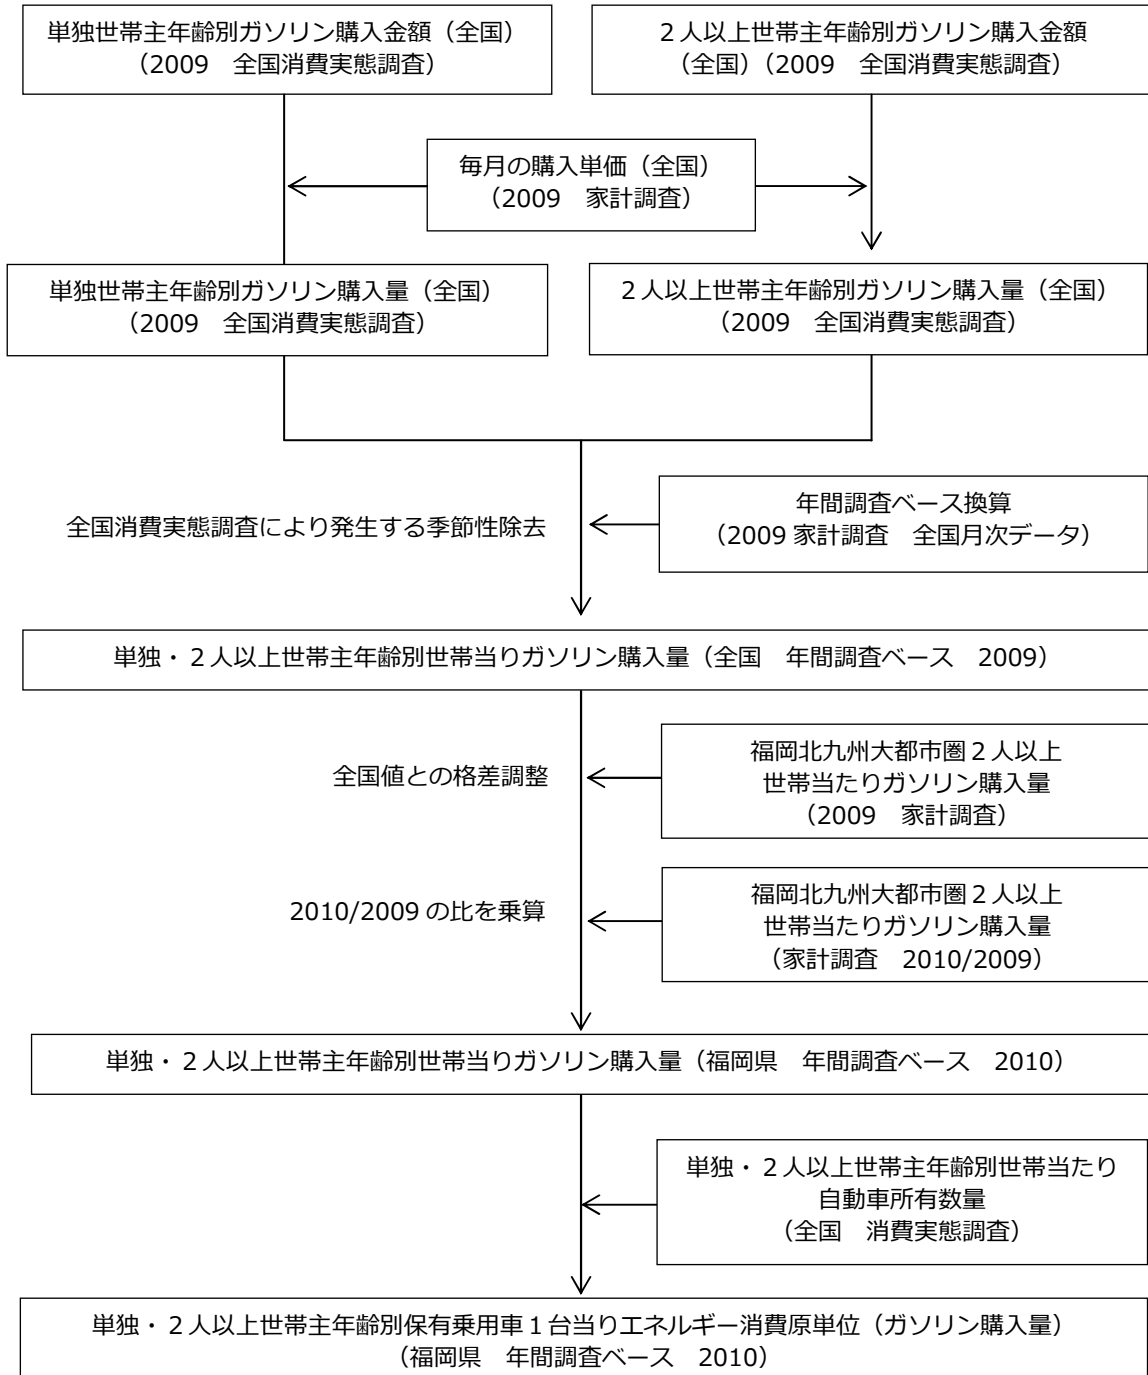 単独世帯主年齢別ガソリン購入金額（全国）
（2009　全国消費実態調査）
２人以上世帯主年齢別ガソリン購入金額
（全国）（2009　全国消費実態調査）
毎月の購入単価（全国）
（2009　家計調査）
単独世帯主年齢別ガソリン購入量（全国）
（2009　全国消費実態調査）
２人以上世帯主年齢別ガソリン購入量（全国）
（2009　全国消費実態調査）
全国消費実態調査により発生する季節性除去
年間調査ベース換算
（2009 家計調査　全国月次データ）
単独・２人以上世帯主年齢別世帯当りガソリン購入量（全国　年間調査ベース　2009）
全国値との格差調整
福岡北九州大都市圏２人以上
世帯当たりガソリン購入量
（2009　家計調査）
2010/2009 の比を乗算
福岡北九州大都市圏２人以上
世帯当たりガソリン購入量
（家計調査　2010/2009）
単独・２人以上世帯主年齢別世帯当りガソリン購入量（福岡県　年間調査ベース　2010）
単独・２人以上世帯主年齢別世帯当たり
自動車所有数量
（全国　消費実態調査）
単独・２人以上世帯主年齢別保有乗用車１台当りエネルギー消費原単位（ガソリン購入量）
（福岡県　年間調査ベース　2010）